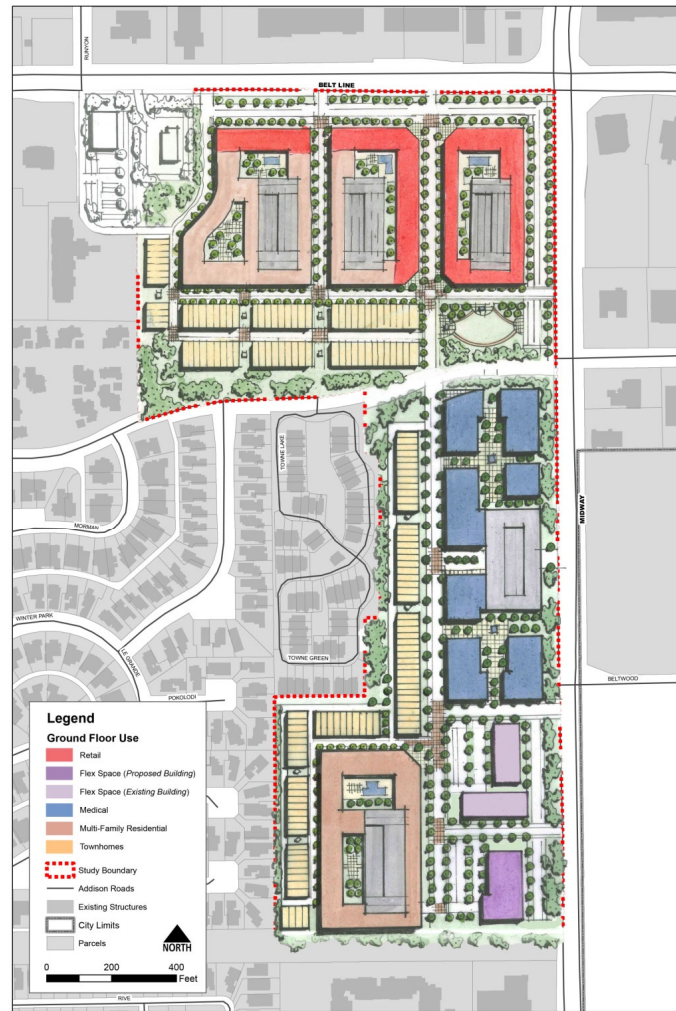 RUNYON
BELT LINE
TOWNE LAKE
MORMAN
MIDWAY
WINTER PARK
LE GRANDE
TOWNE GREEN
BELTWOOD
POKOLODI
Legend
Ground Floor Use
Retail
Flex Space (Proposed Building)
Flex Space (Existing Building)
Medical
Multi-Family Residential
Townhomes
Study Boundary
Addison Roads
Existing Structures
City Limits
Parcels
NORTH
0 200 400
Feet
RIVE